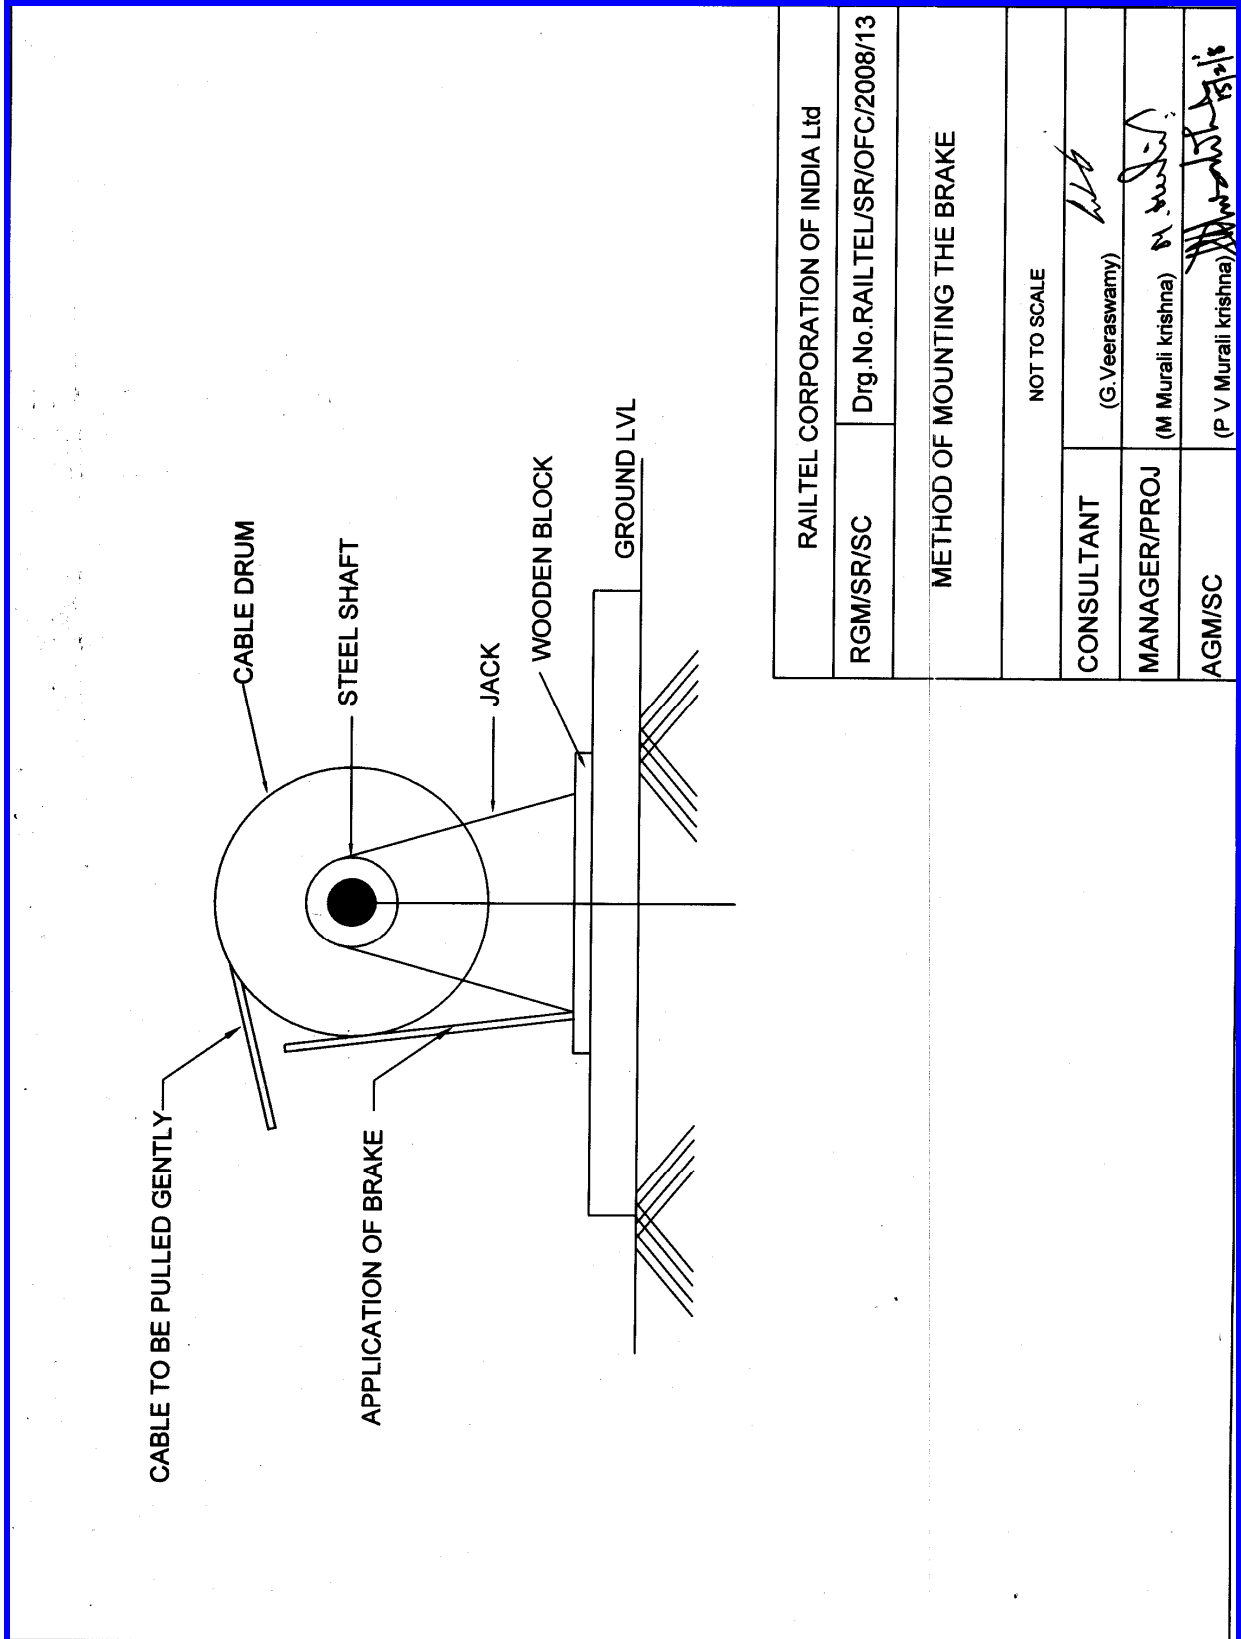 CABLE TO BE PULLED GENTLY
APPLICATION OF BRAKE
CABLE DRUM
STEEL SHAFT
JACK
WOODEN BLOCK
GROUND LVL
RAILTEL CORPORATION OF INDIA Ltd
RGM/SR/SC Drg.No.RAILTEL/SR/OFC/2008/13
METHOD OF MOUNTING THE BRAKE
NOT TO SCALE
CONSULTANT (G.Veeraswamy)
MANAGER/PROJ (M Murali krishna)
AGM/SC (P V Murali krishna)